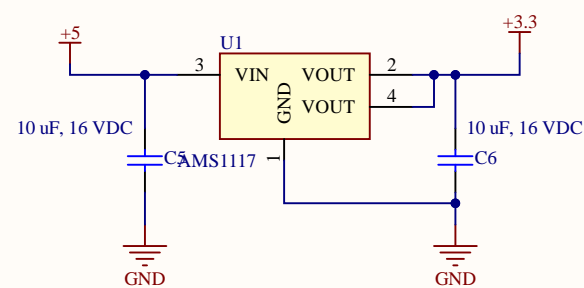 +5
+3.3
U1
3
VIN
VOUT
2
GND
VOUT
4
10 uF, 16 VDC
10 uF, 16 VDC
C5
AMS1117
1
C6
GND
GND